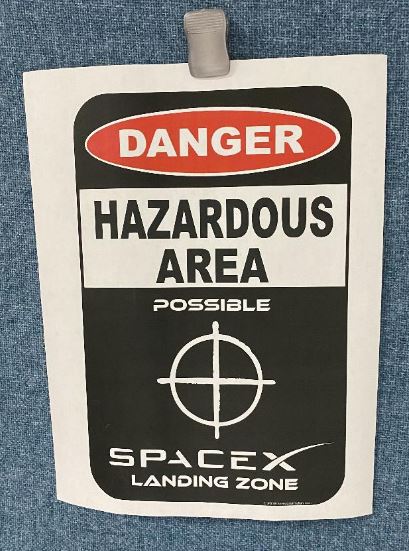 DANGER
HAZARDOUS
AREA
POSSIBLE
SPACEX
LANDING ZONE